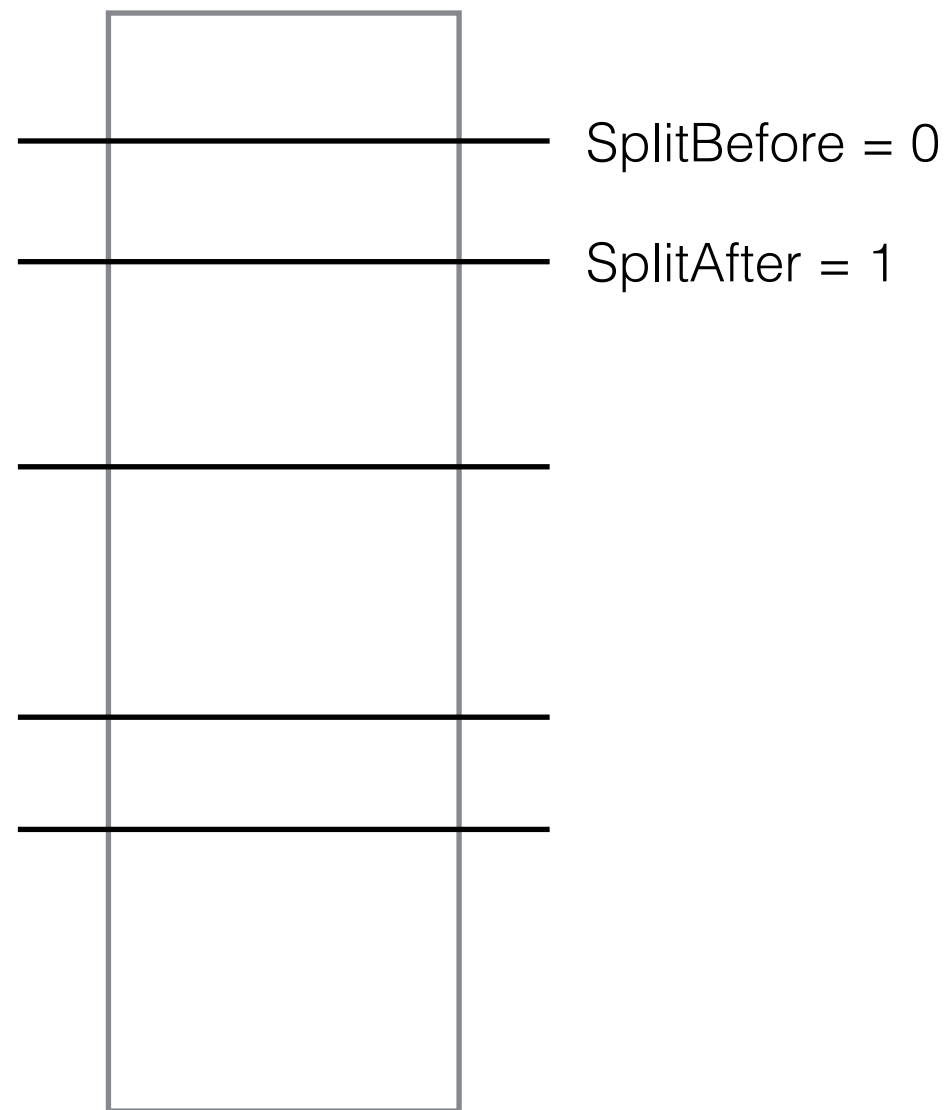 SplitBefore = 0
SplitAfter = 1